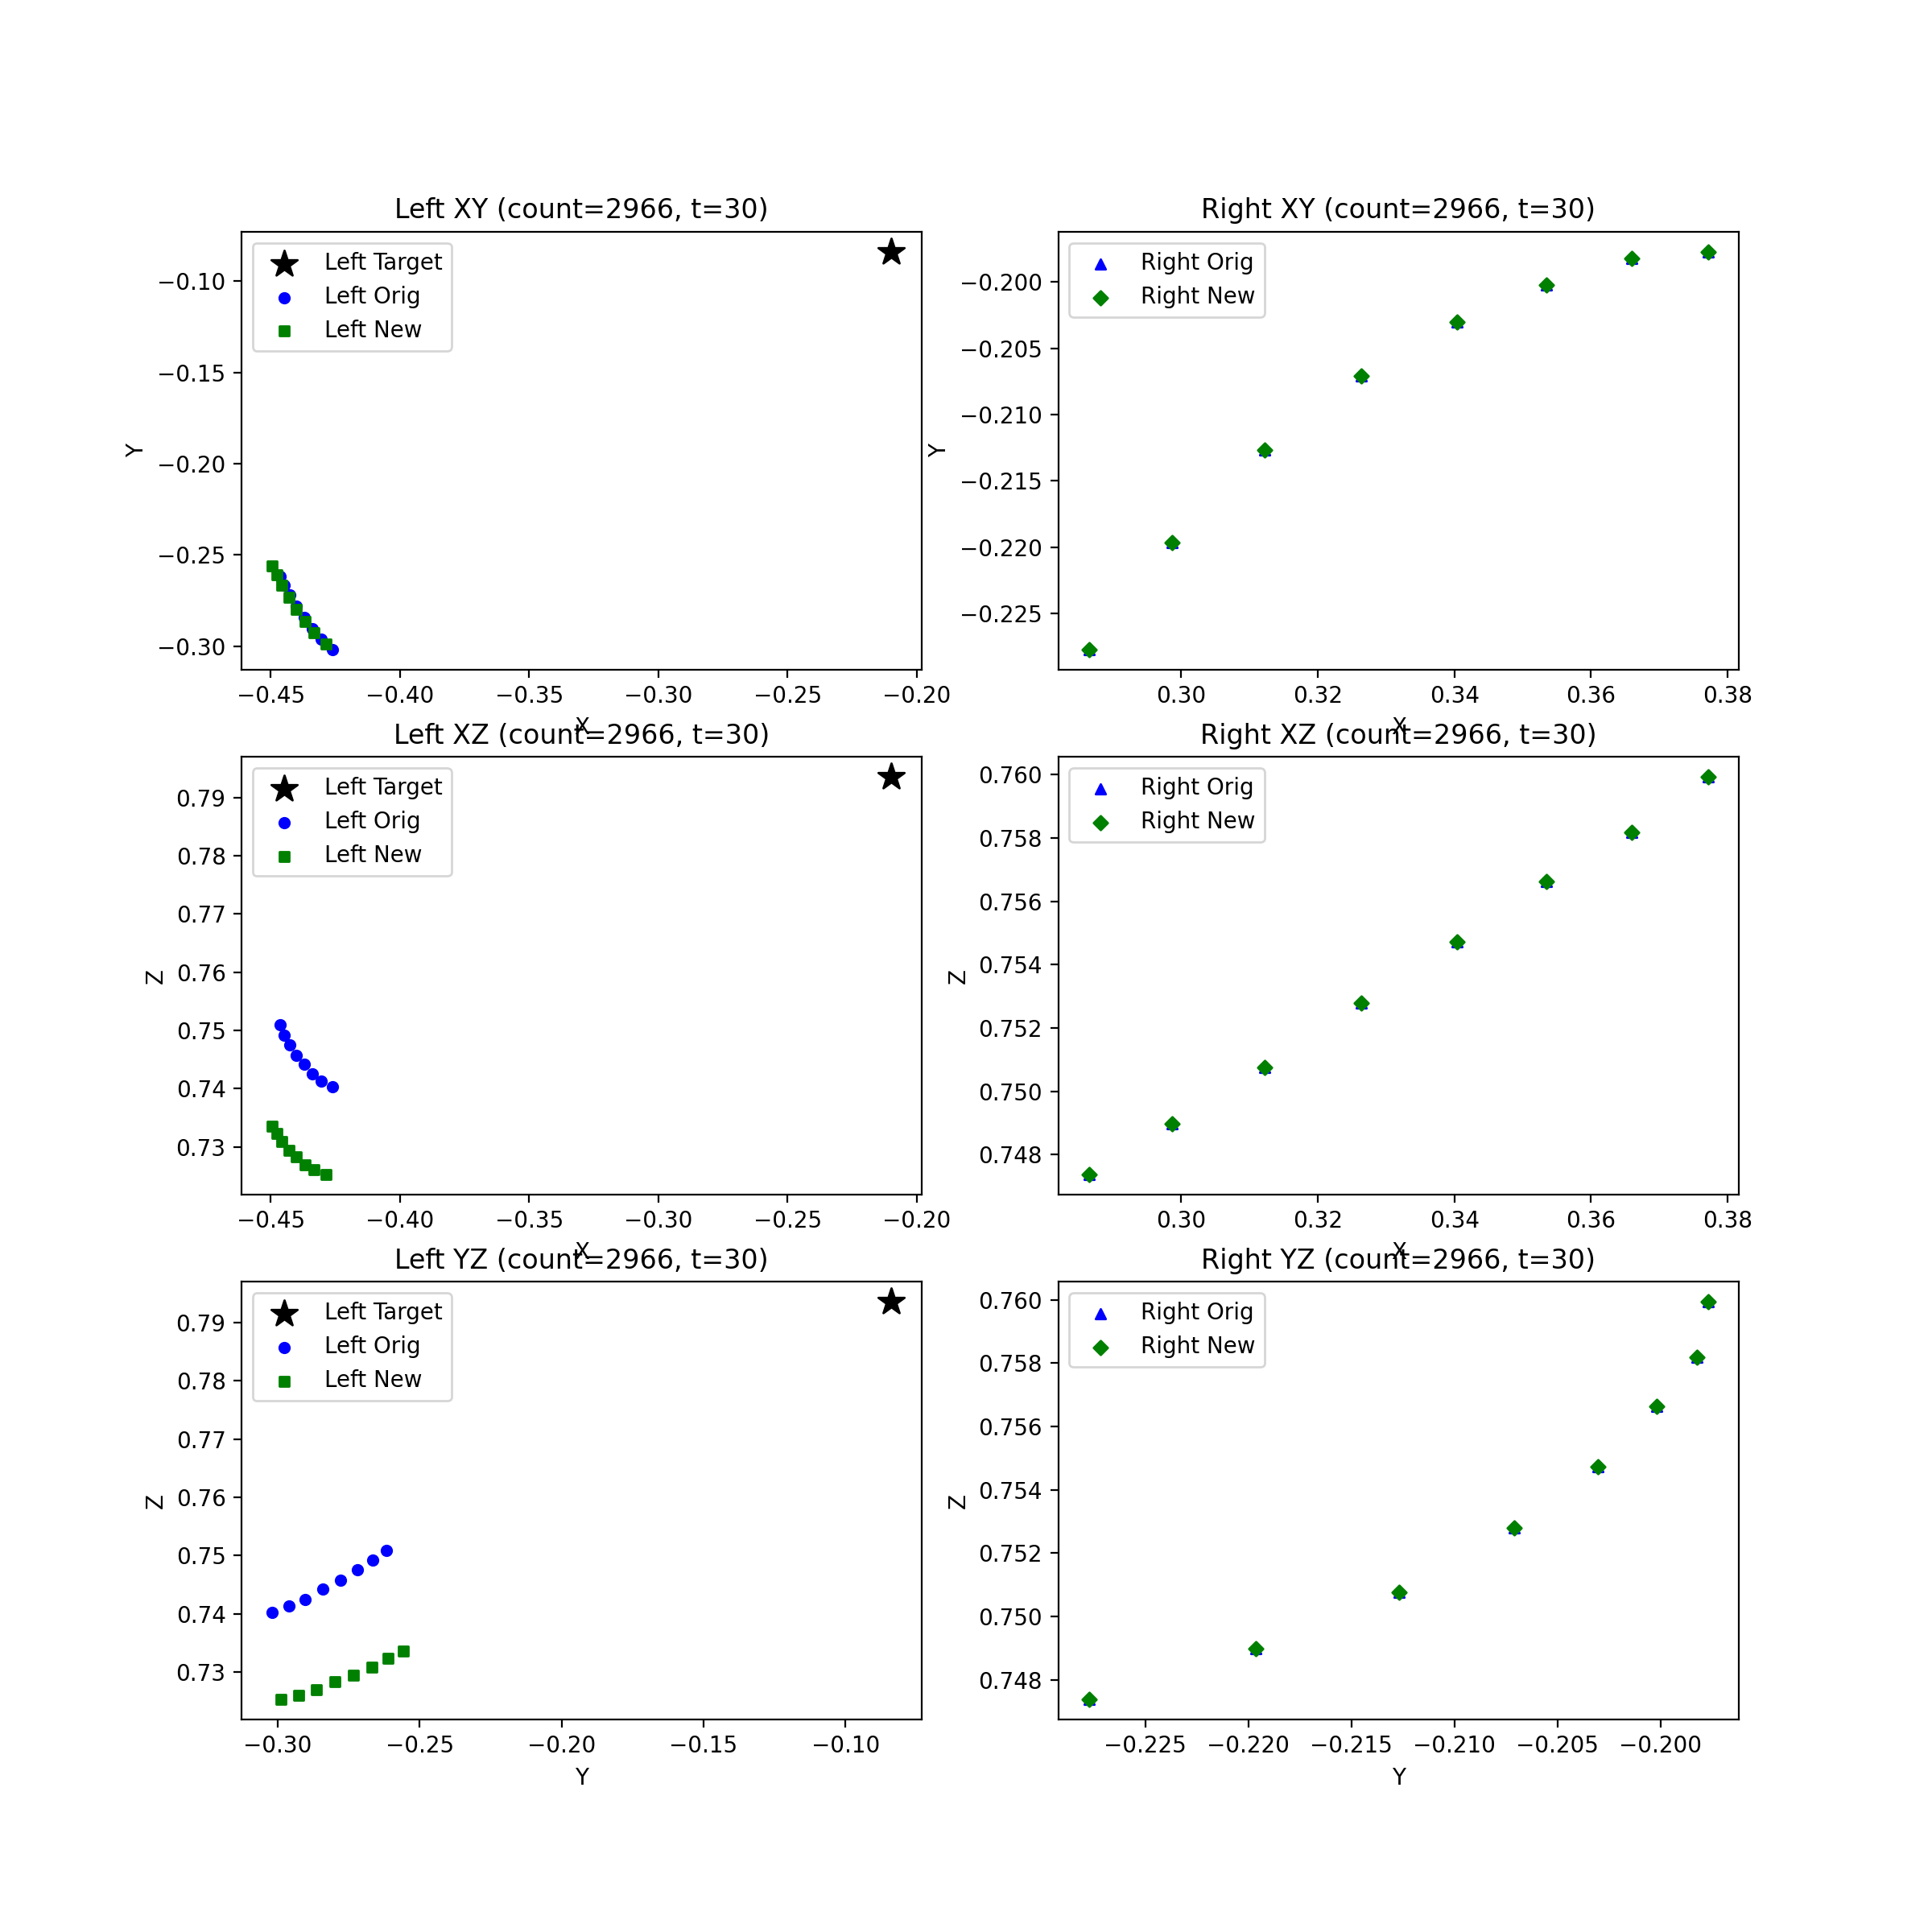 Left XY (count=2966, t=30)
Left Target
Left Orig
Left New
−0.10
−0.15
−0.20
−0.25
−0.30
Y
−0.45
−0.40
−0.35
−0.30
−0.25
−0.20
X
Right XY (count=2966, t=30)
Right Orig
Right New
−0.200
−0.205
−0.210
−0.215
−0.220
−0.225
Y
0.30
0.32
0.34
0.36
0.38
X
Left XZ (count=2966, t=30)
Left Target
Left Orig
Left New
0.79
0.78
0.77
0.76
0.75
0.74
0.73
Z
−0.45
−0.40
−0.35
−0.30
−0.25
−0.20
X
Right XZ (count=2966, t=30)
Right Orig
Right New
0.760
0.758
0.756
0.754
0.752
0.750
0.748
Z
0.30
0.32
0.34
0.36
0.38
X
Left YZ (count=2966, t=30)
Left Target
Left Orig
Left New
0.79
0.78
0.77
0.76
0.75
0.74
0.73
Z
−0.30
−0.25
−0.20
−0.15
−0.10
Y
Right YZ (count=2966, t=30)
Right Orig
Right New
0.760
0.758
0.756
0.754
0.752
0.750
0.748
Z
−0.225
−0.220
−0.215
−0.210
−0.205
−0.200
Y